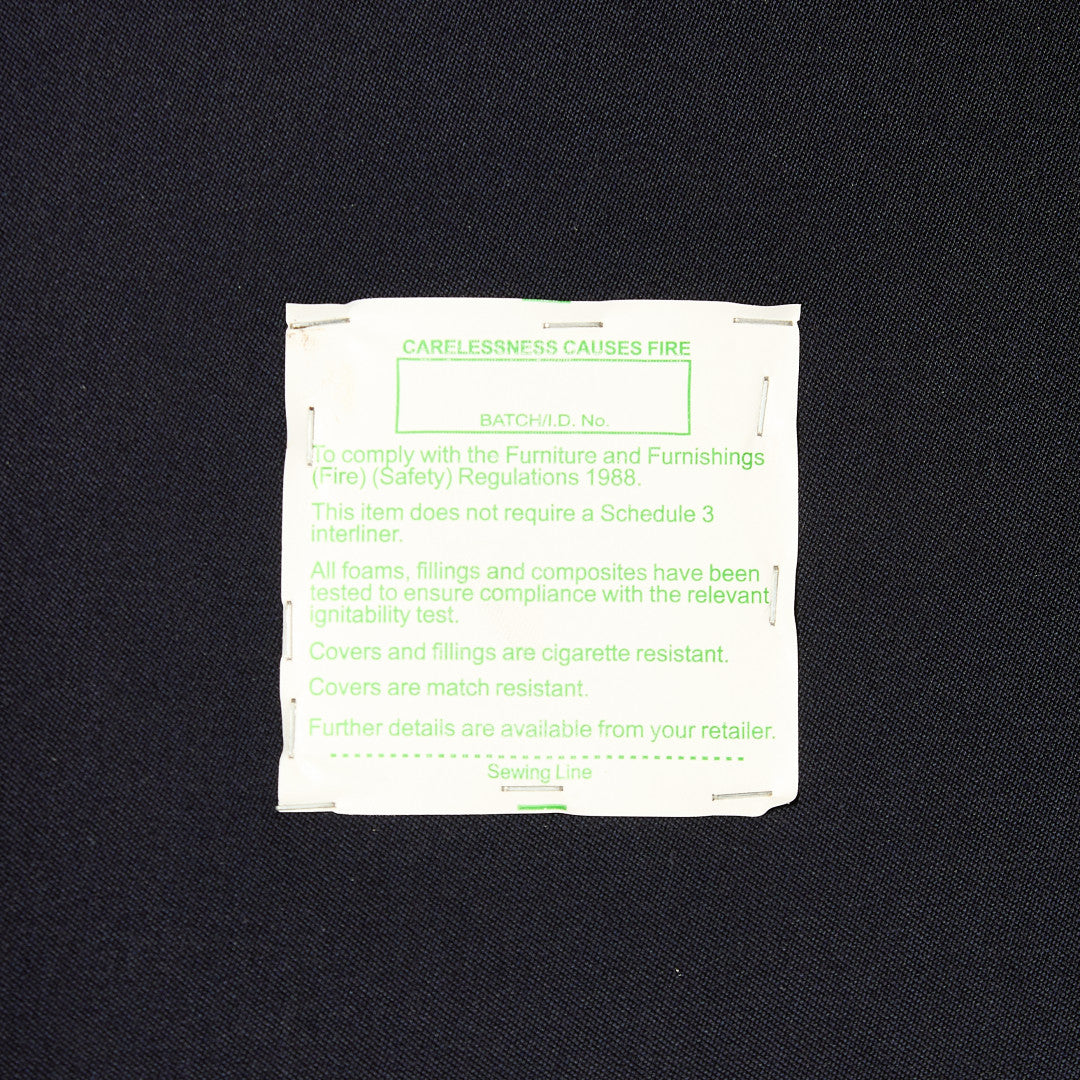 CARELESSNESS CAUSES FIRE
BATCH/I.D. No.
To comply with the Furniture and Furnishings
(Fire) (Safety) Regulations 1988.
This item does not require a Schedule 3
interliner.
All foams, fillings and composites have been
tested to ensure compliance with the relevant
ignitability test.
Covers and fillings are cigarette resistant.
Covers are match resistant.
Further details are available from your retailer.
Sewing Line